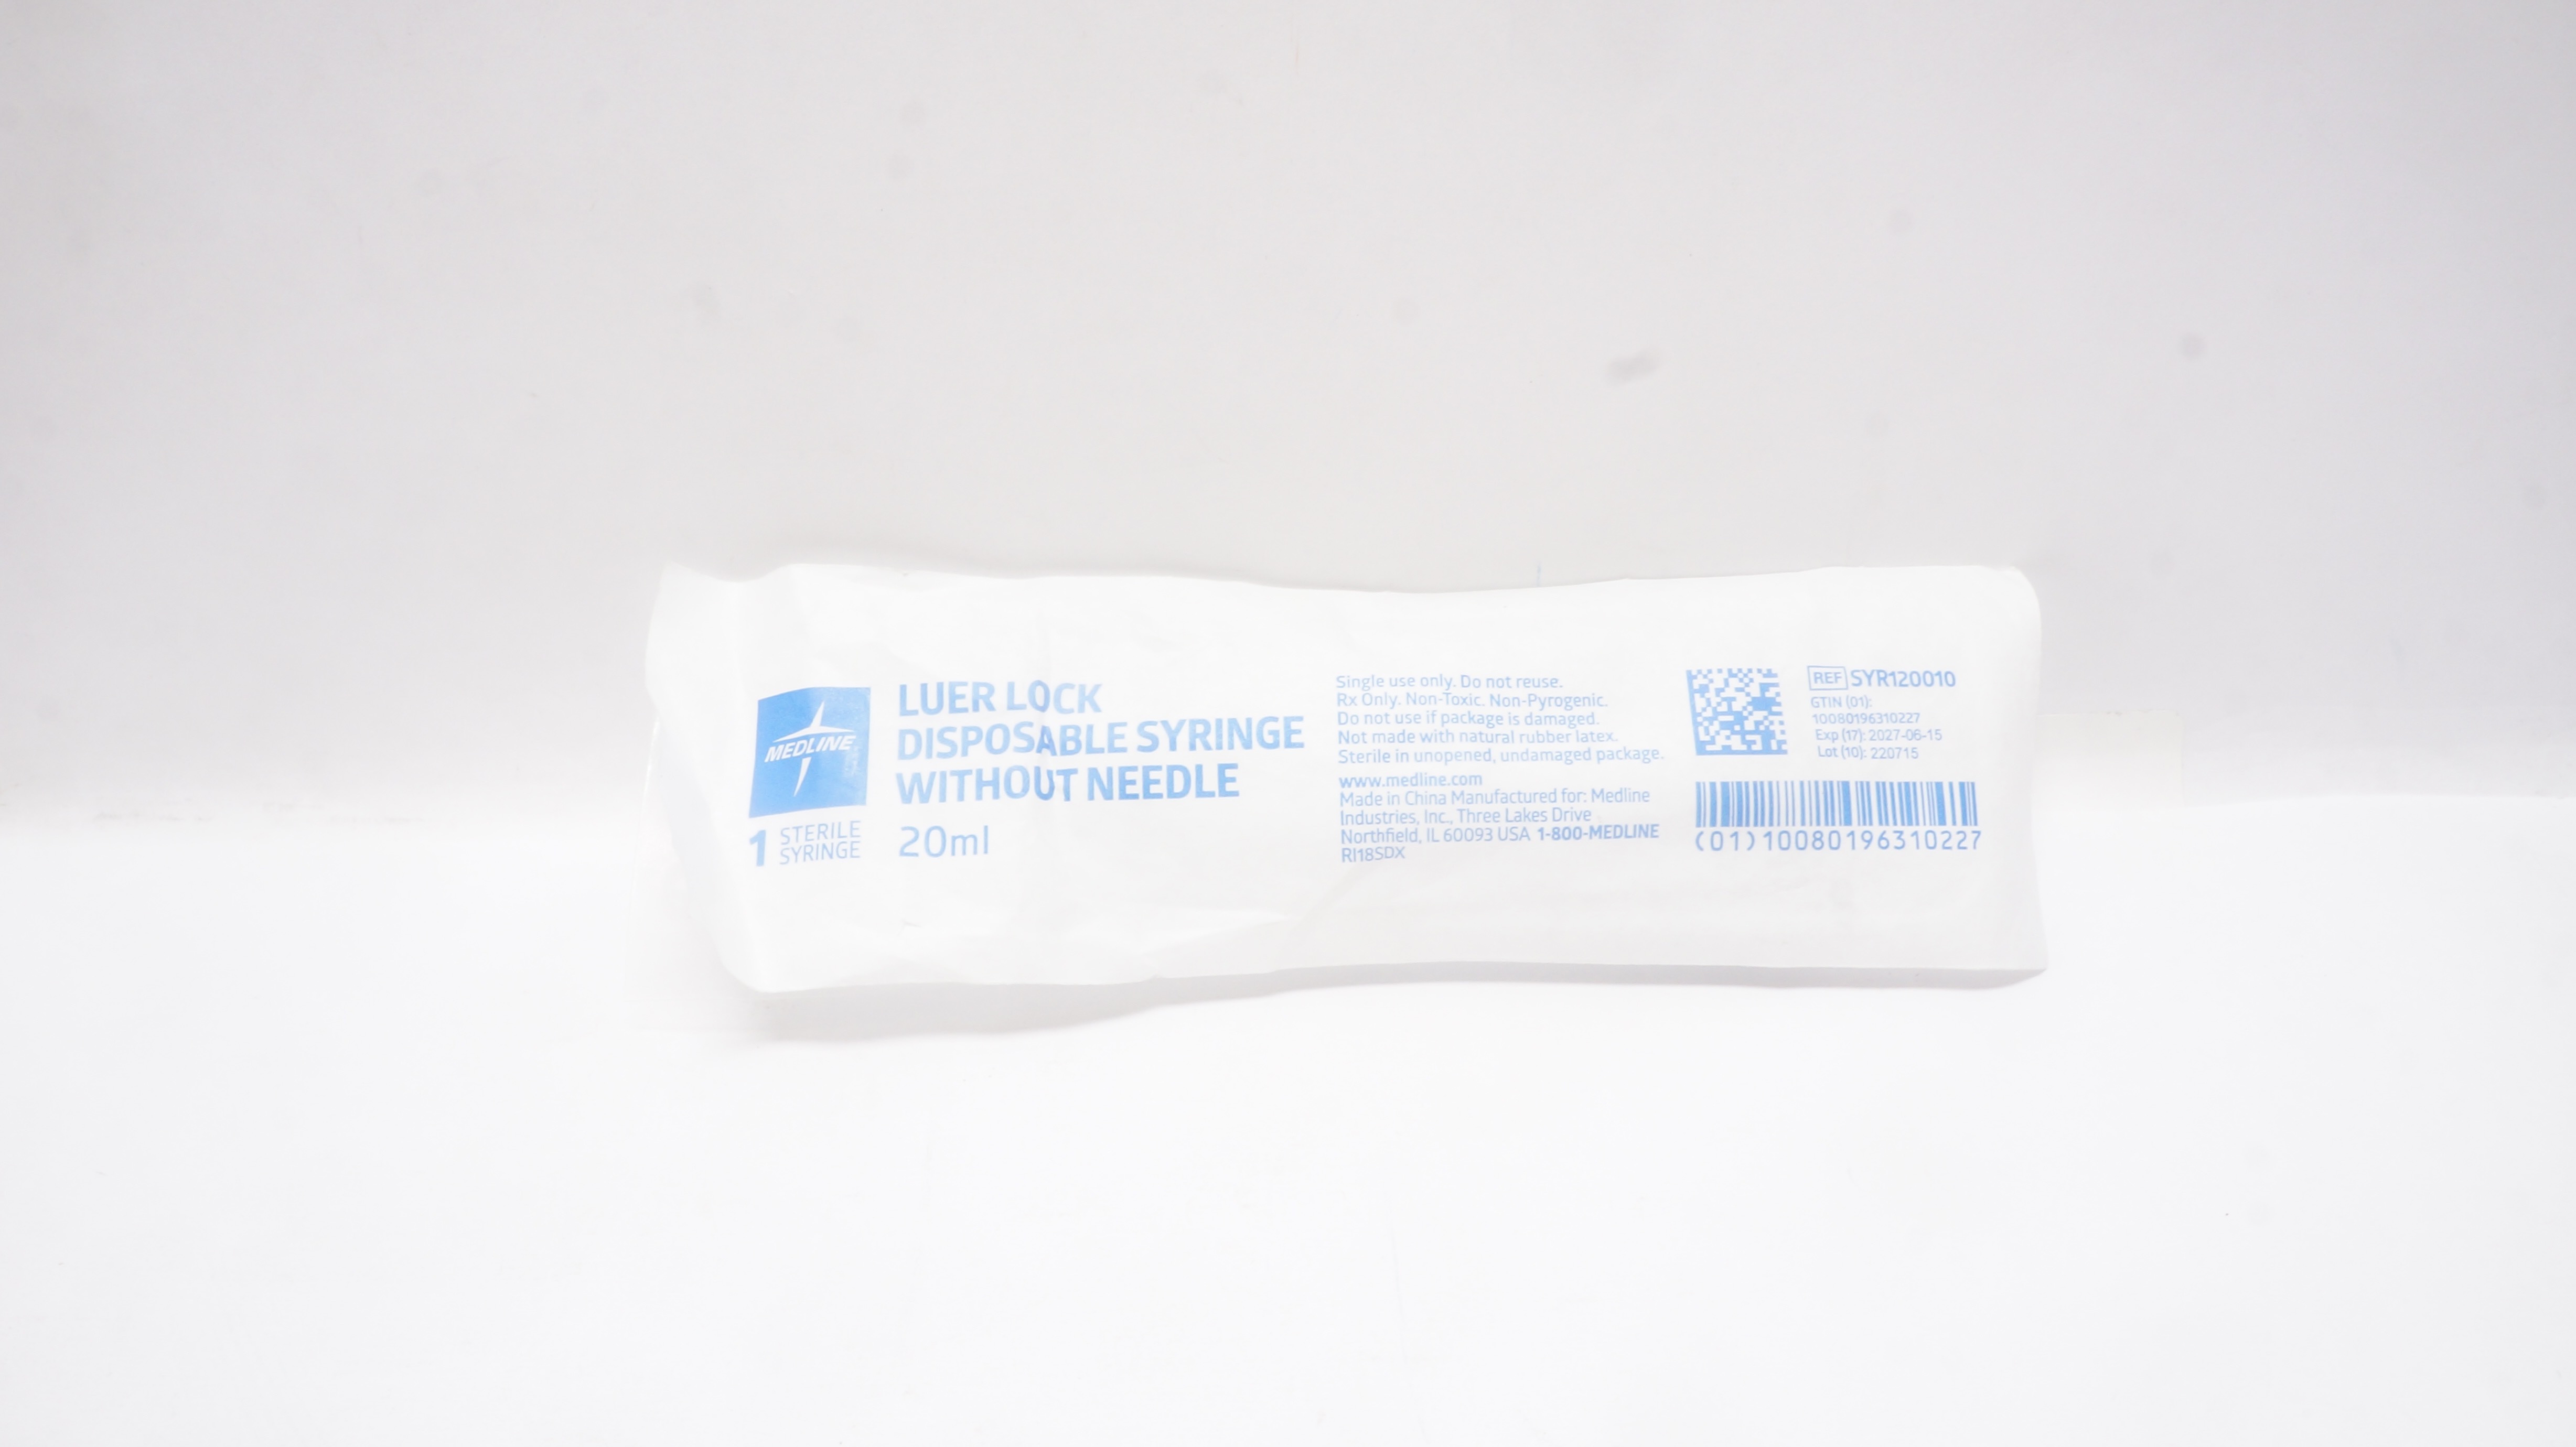 MEDLINE
1 STERILE
SYRINGE
LUER LOCK
DISPOSABLE SYRINGE
WITHOUT NEEDLE
20ml
Single use only. Do not reuse.
Rx Only. Non-Toxic. Non-Pyrogenic.
Do not use if package is damaged.
Not made with natural rubber latex.
Sterile in unopened, undamaged package.
www.medline.com
Made in China Manufactured for: Medline
Industries, Inc., Three Lakes Drive
Northfield, IL 60093 USA 1-800-MEDLINE
RI18SDX
REF SYR120010
GTIN (01):
10080196310227
Exp (17): 2027-06-15
Lot (10): 220715
(01)10080196310227